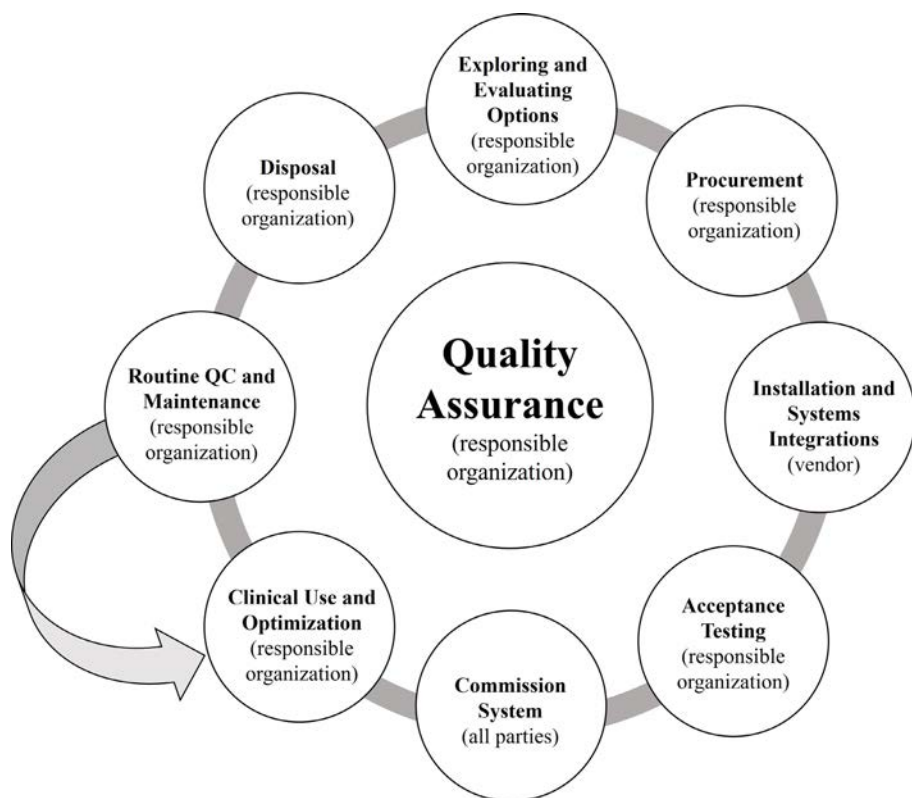 Exploring and
Evaluating
Options
(responsible
organization)
Procurement
(responsible
organization)
Installation and
Systems
Integrations
(vendor)
Acceptance
Testing
(responsible
organization)
Commission
System
(all parties)
Clinical Use and
Optimization
(responsible
organization)
Routine QC and
Maintenance
(responsible
organization)
Disposal
(responsible
organization)
Quality
Assurance
(responsible
organization)